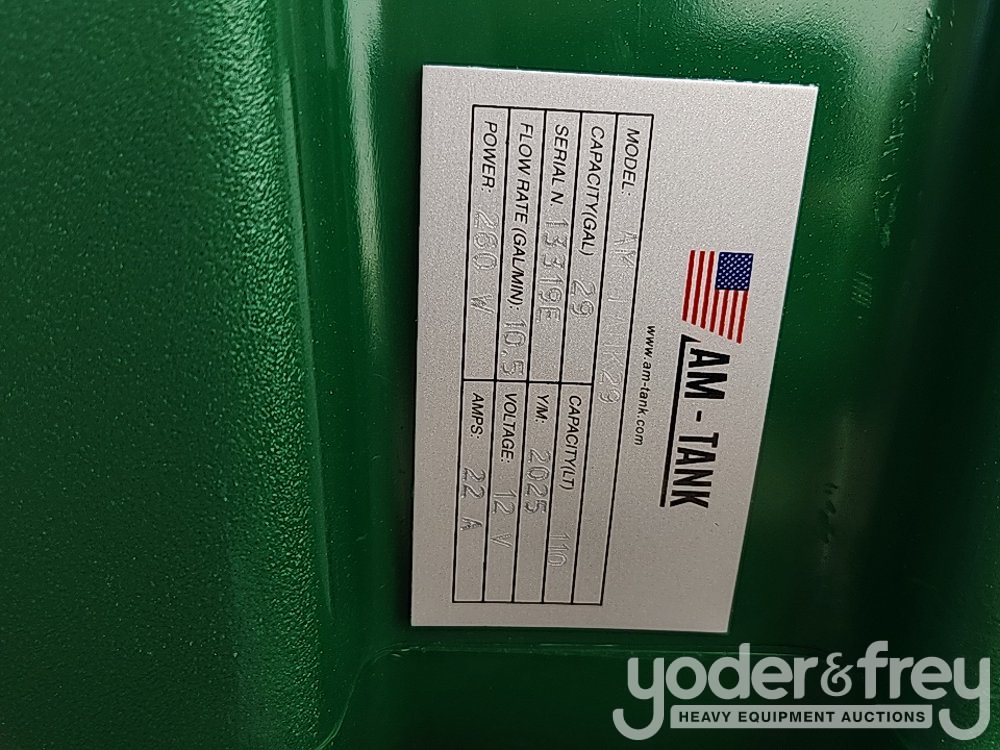 AM - TANK
www.am-tank.com
MODEL:
CAPACITY(GAL) 29 CAPACITY(LT) 110
SERIAL N. 13319E Y/M: 2025
FLOW RATE (GAL/MIN): 10.5 VOLTAGE: 12 V
POWER: 260 W AMPS: 22 A
yoder&frey
HEAVY EQUIPMENT AUCTIONS